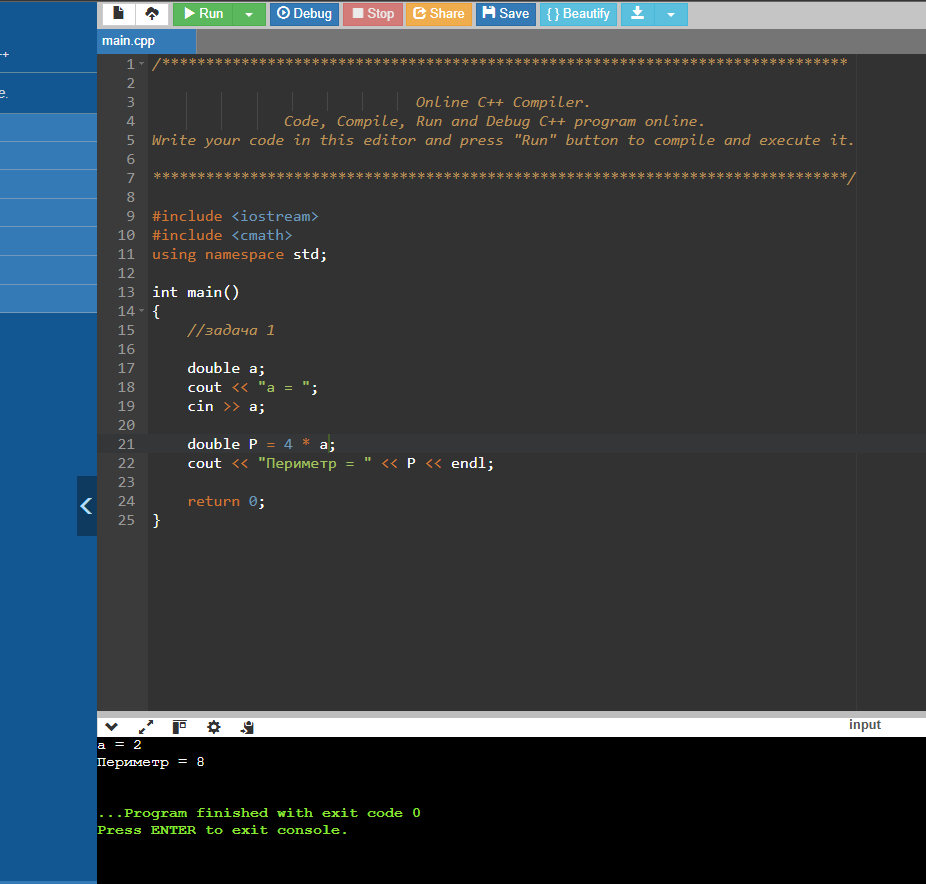 Run
Debug
Stop
Share
Save
{ } Beautify
++
main.cpp
e.
1 /******************************************************************************
2
3 Online C++ Compiler.
4 Code, Compile, Run and Debug C++ program online.
5 Write your code in this editor and press "Run" button to compile and execute it.
6
7 *******************************************************************************/
8
9 #include <iostream>
10 #include <cmath>
11 using namespace std;
12
13 int main()
14 {
15 //задача 1
16
17 double a;
18 cout << "a = ";
19 cin >> a;
20
21 double P = 4 * a;
22 cout << "Периметр = " << P << endl;
23
24 return 0;
25 }
input
a = 2
Периметр = 8
...Program finished with exit code 0
Press ENTER to exit console.